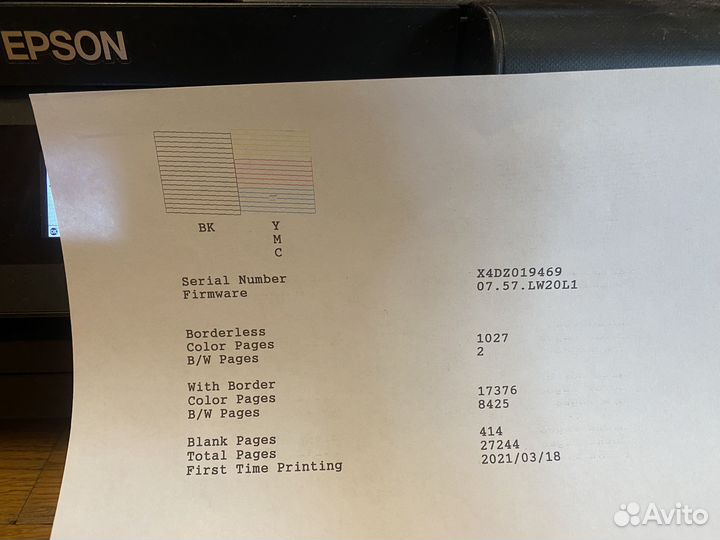 EPSON
BK
Y
M
C
Serial Number X4DZ019469
Firmware 07.57.LW20L1
Borderless
Color Pages 1027
B/W Pages 2
With Border
Color Pages 17376
B/W Pages 8425
Blank Pages 414
Total Pages 27244
First Time Printing 2021/03/18
Avito